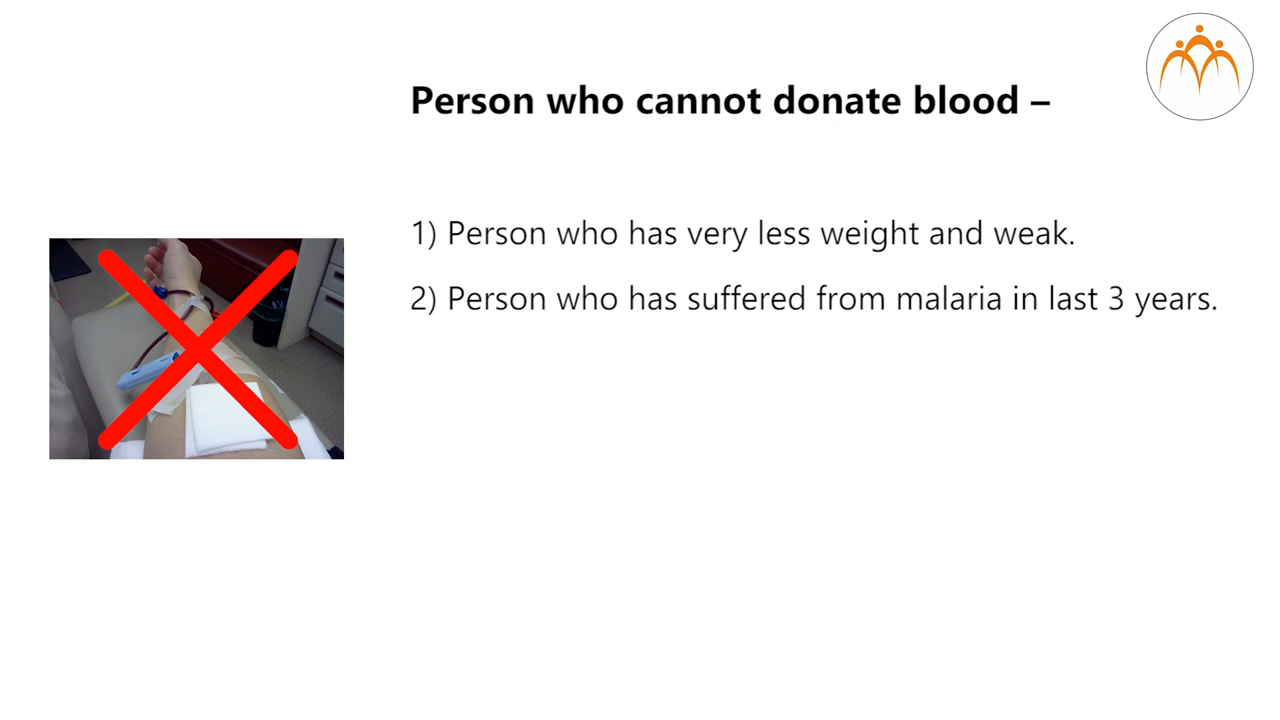 Person who cannot donate blood –
1) Person who has very less weight and weak.
2) Person who has suffered from malaria in last 3 years.